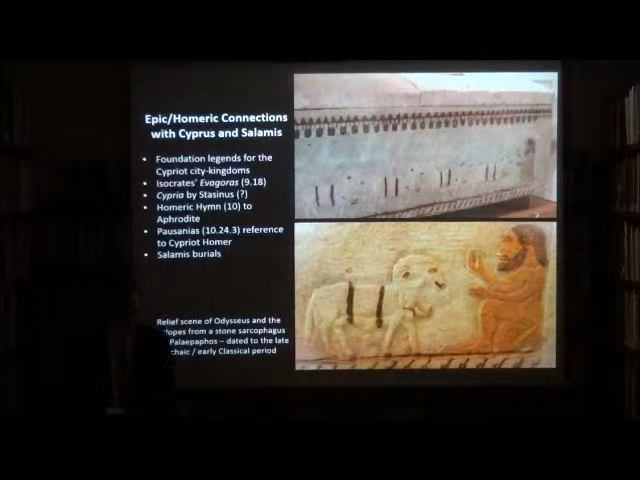 Epic/Homeric Connections
with Cyprus and Salamis
• Foundation legends for the
Cypriot city-kingdoms
• Isocrates' Evagoras (9.18)
• Cypria by Stasinus (?)
• Homeric Hymn (10) to
Aphrodite
• Pausanias (10.24.3) reference
to Cypriot Homer
• Salamis burials
Relief scene of Odysseus and the
lopes from a stone sarcophagus
Palaepaphos – dated to the late
chaic / early Classical period